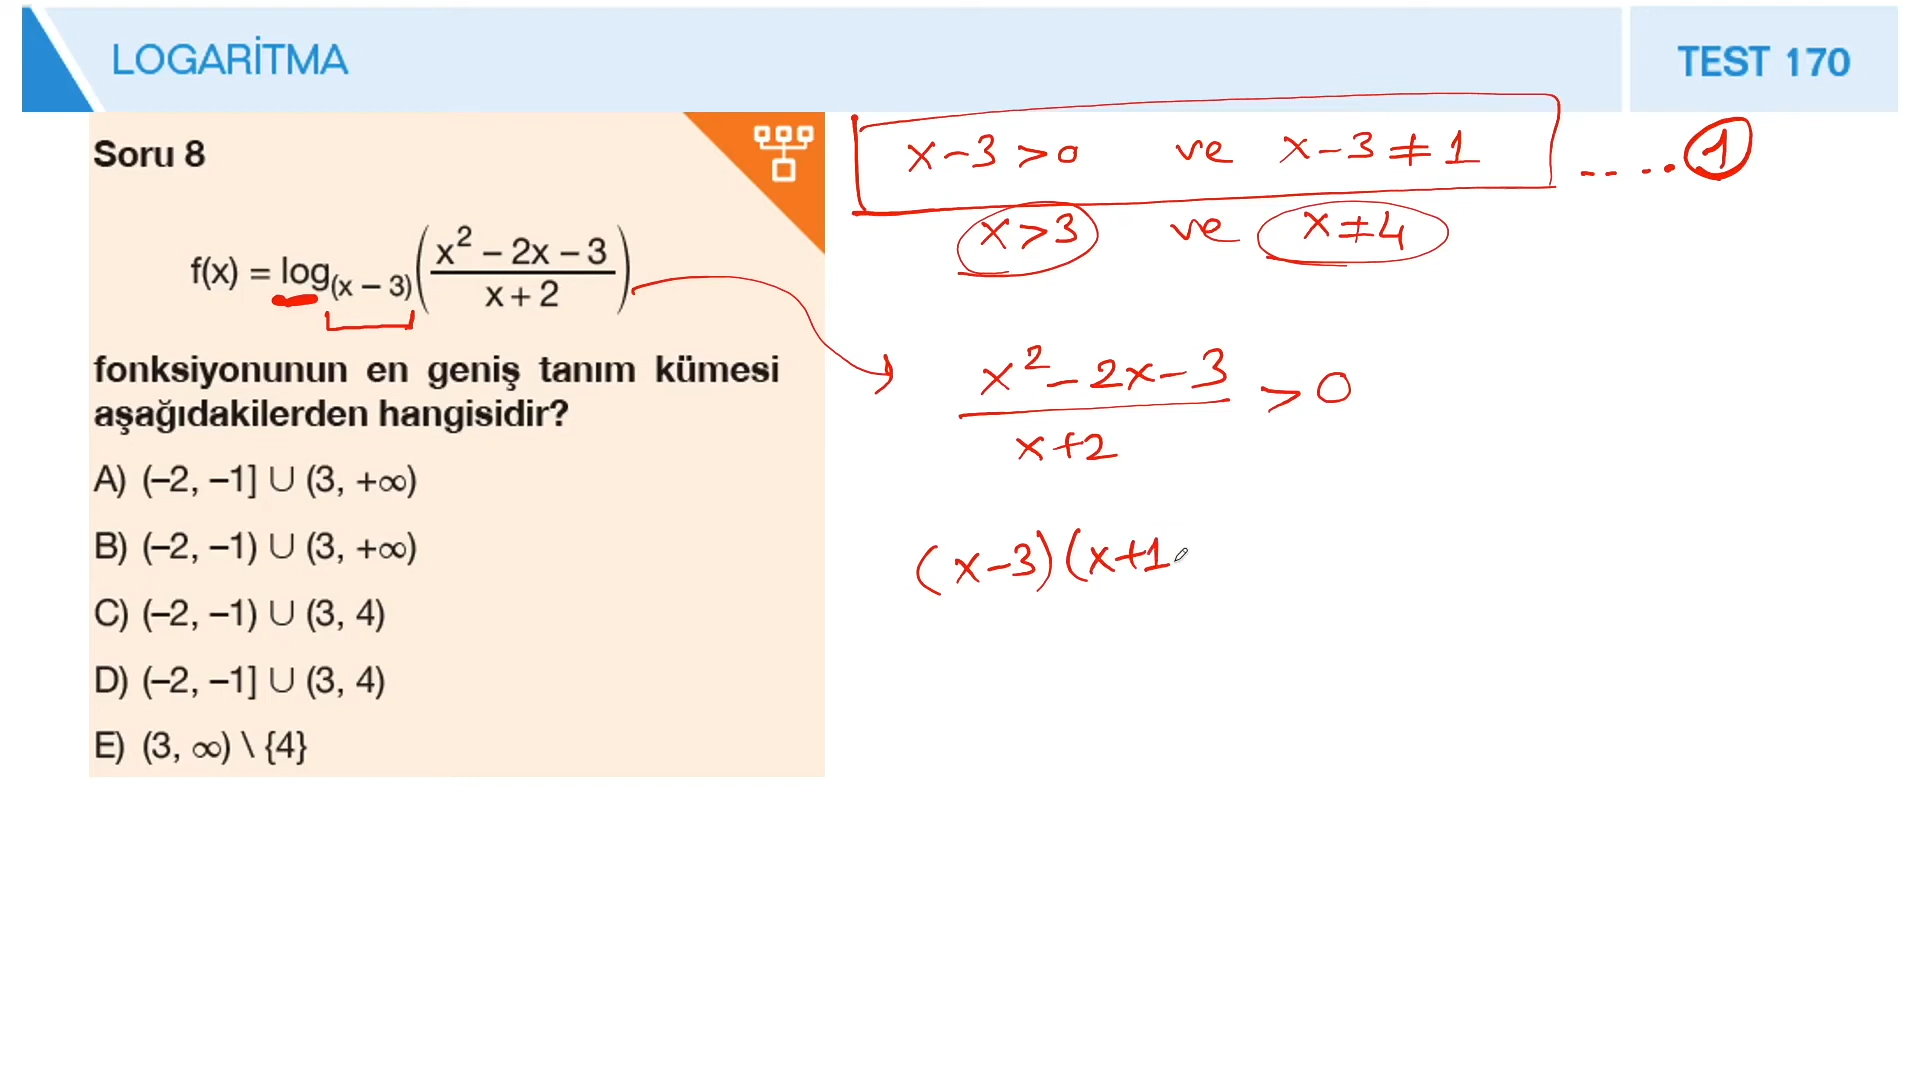 LOGARİTMA
TEST 170
Soru 8
f(x) = log₍ₓ ₋ ₃₎((x² – 2x – 3)/(x + 2))
fonksiyonunun en geniş tanım kümesi
aşağıdakilerden hangisidir?
A) (–2, –1] ∪ (3, +∞)
B) (–2, –1) ∪ (3, +∞)
C) (–2, –1) ∪ (3, 4)
D) (–2, –1] ∪ (3, 4)
E) (3, ∞) \ {4}
x–3 > 0 ve x–3 ≠ 1 ..... 1
x > 3 ve x ≠ 4
(x² – 2x – 3)/(x+2) > 0
(x–3)(x+1